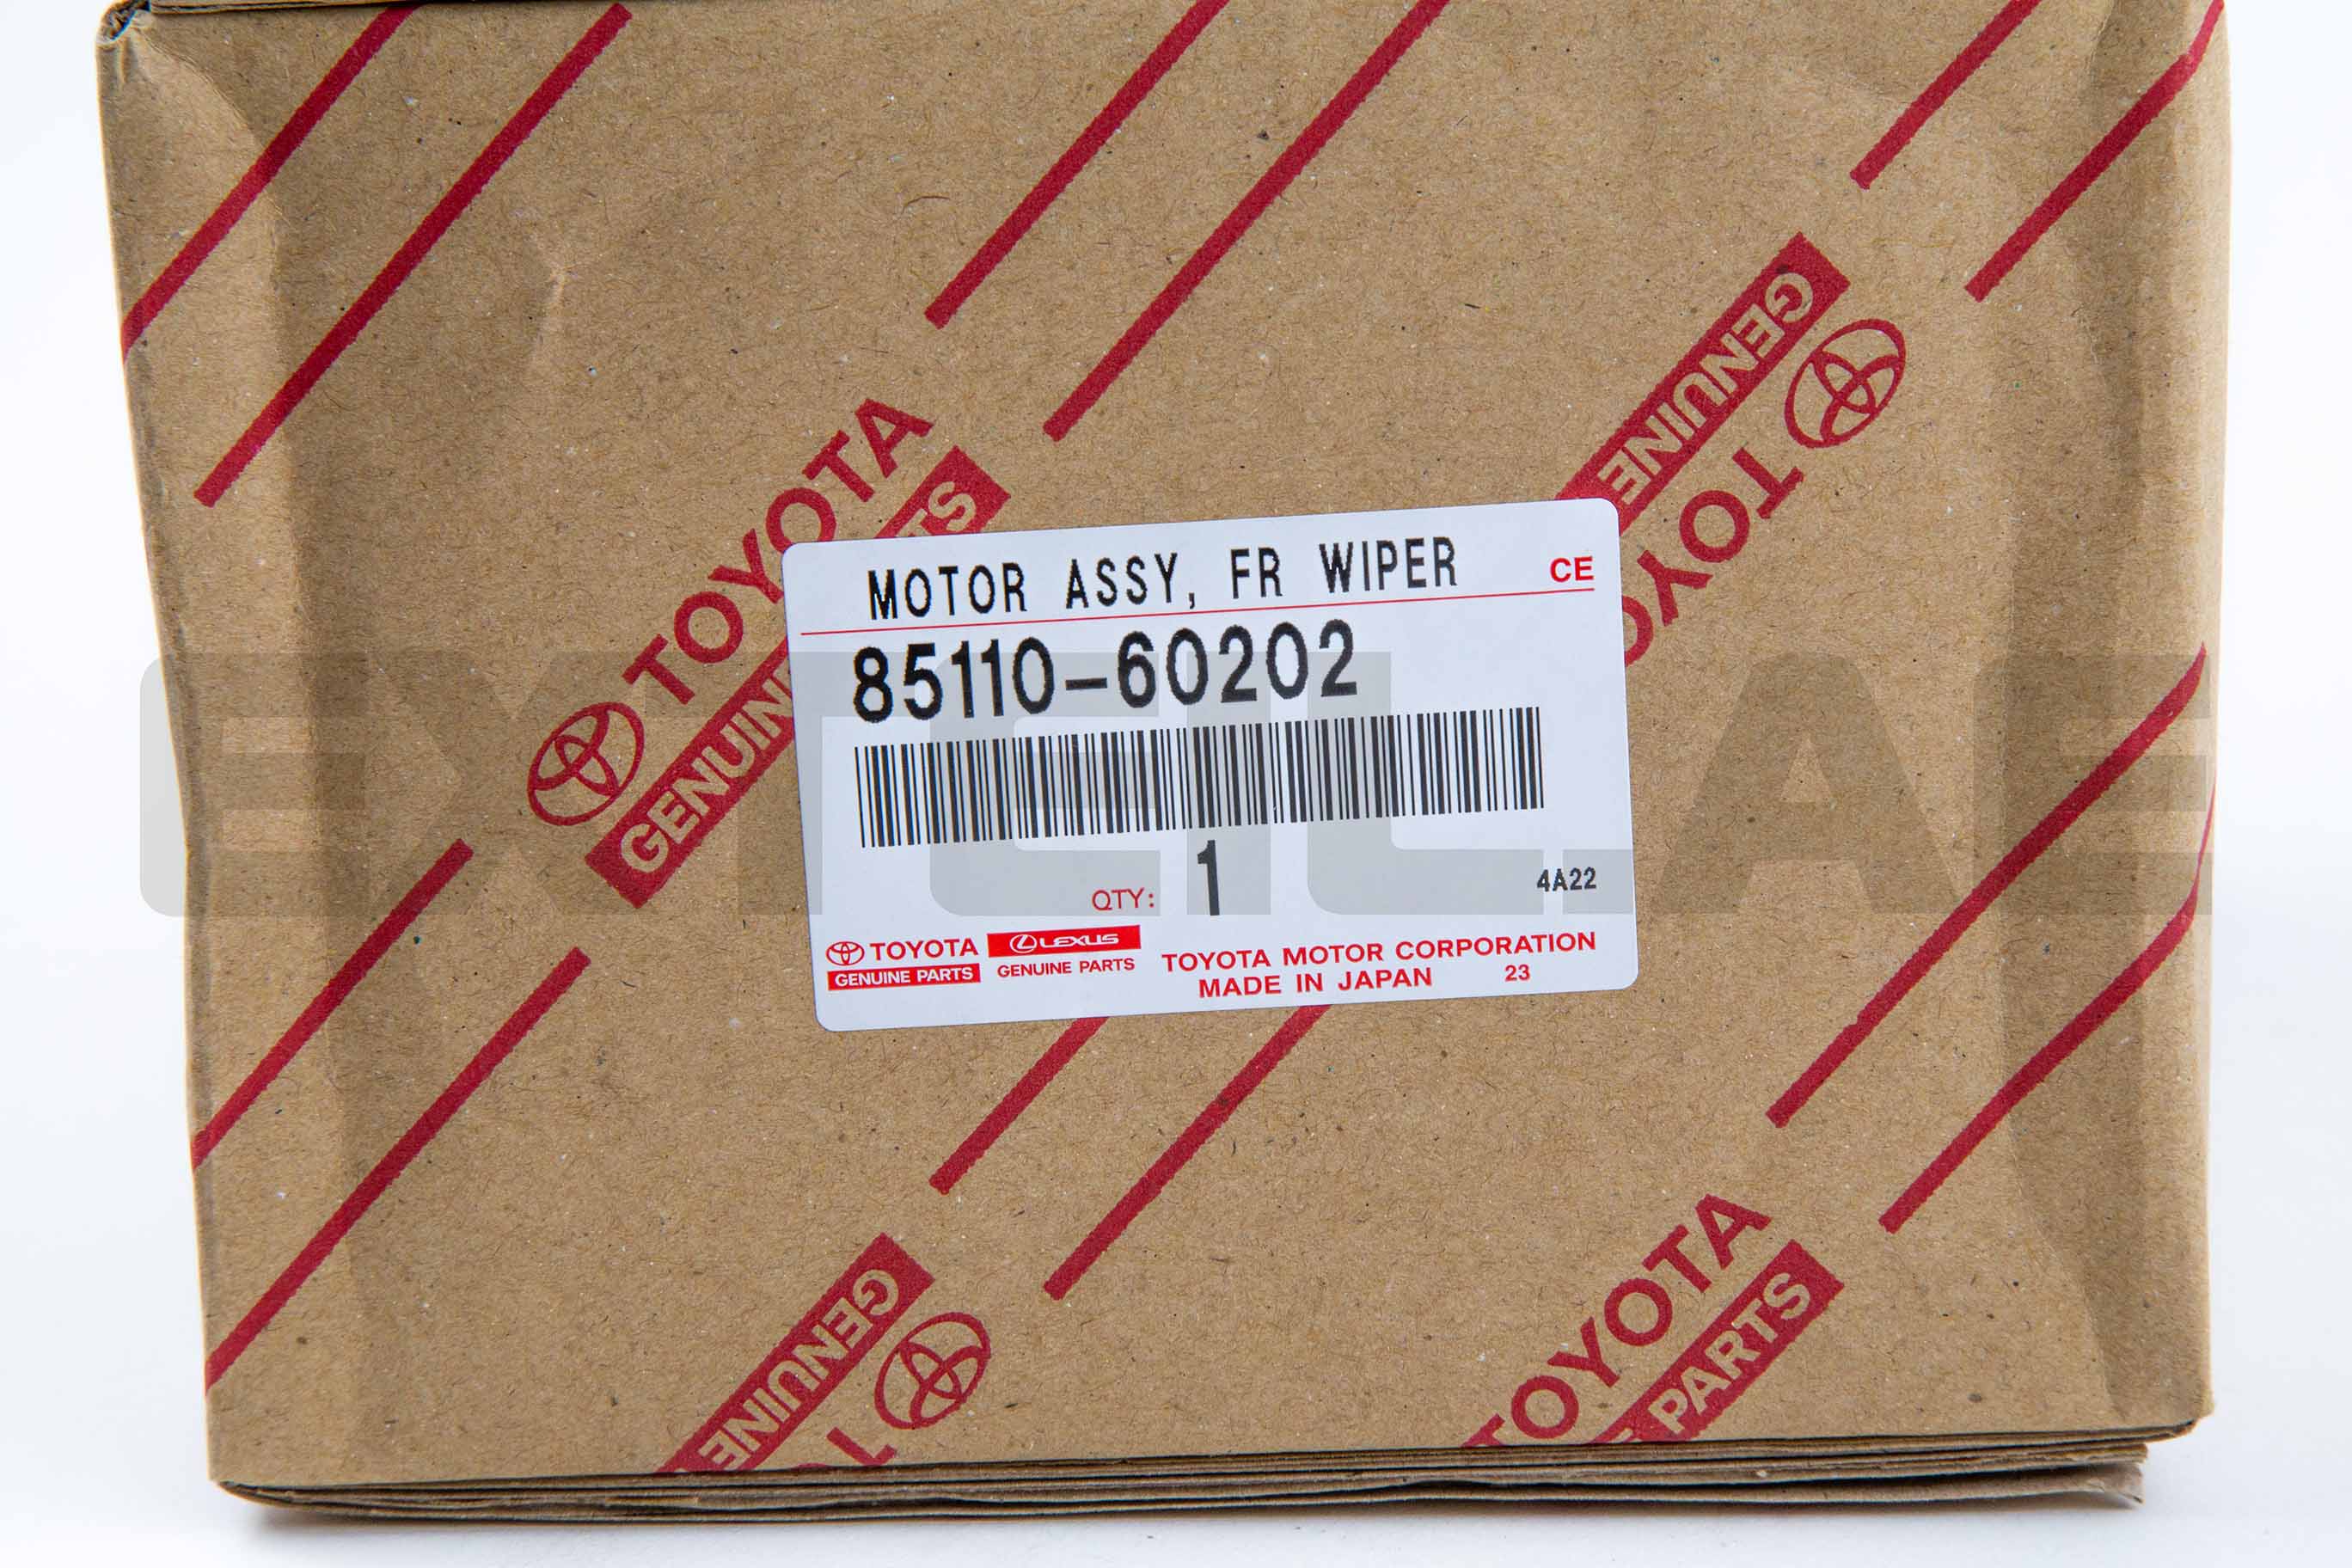 GENUINE
TOYOTA
TOYOTA
GENUINE PARTS
MOTOR ASSY, FR WIPER CE
85110-60202
QTY: 1 4A22
TOYOTA
GENUINE PARTS
LEXUS
GENUINE PARTS
TOYOTA MOTOR CORPORATION
MADE IN JAPAN 23
GENUINE
TOYOTA
PARTS